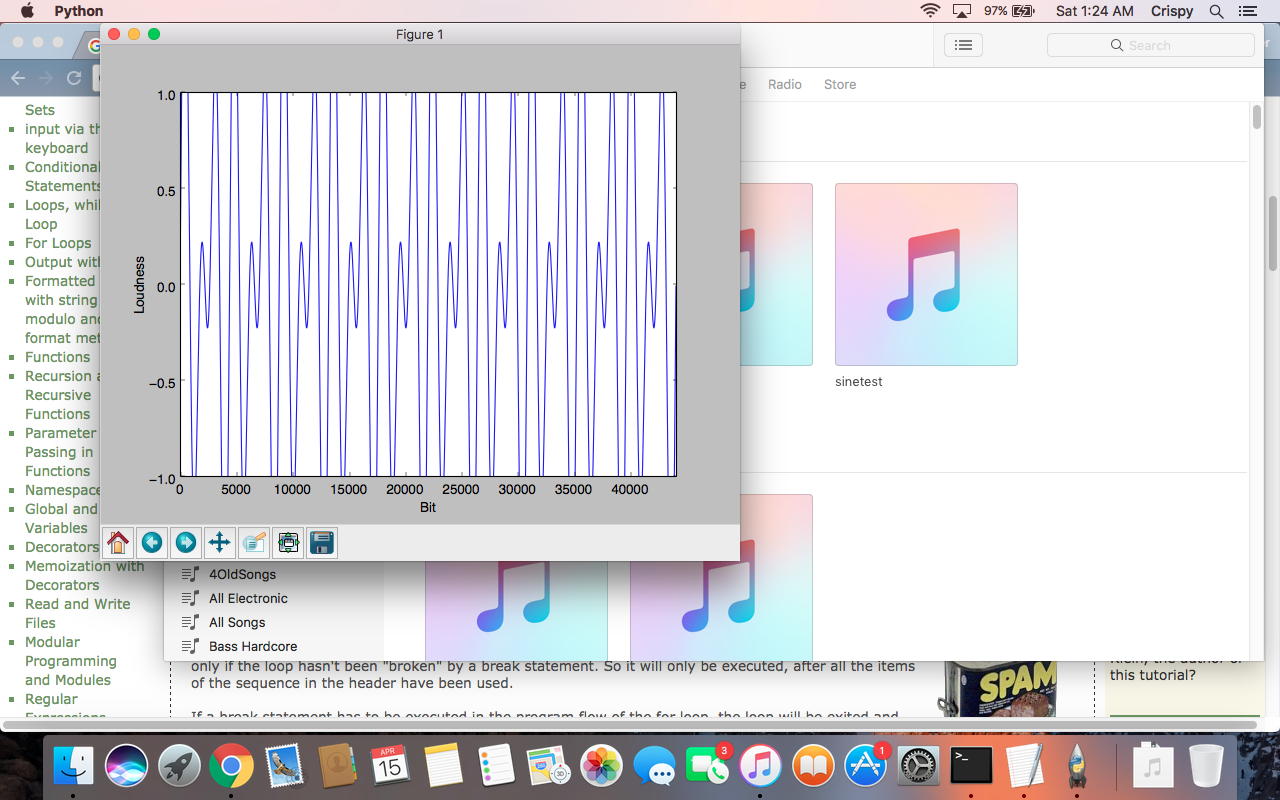 Python
97%
Sat 1:24 AM
Crispy
Figure 1
Search
Radio
Store
1.0
0.5
0.0
−0.5
−1.0
Loudness
0
5000
10000
15000
20000
25000
30000
35000
40000
Bit
Sets
input via th
keyboard
Conditional
Statements
Loops, whil
Loop
For Loops
Output with
Formatted
with string
modulo and
format met
Functions
Recursion a
Recursive
Functions
Parameter
Passing in
Functions
Namespace
Global and
Variables
Decorators
Memoization with
Decorators
Read and Write
Files
Modular
Programming
and Modules
Regular
sinetest
4OldSongs
All Electronic
All Songs
Bass Hardcore
only if the loop hasn't been "broken" by a break statement. So it will only be executed, after all the items
of the sequence in the header have been used.
If a break statement has to be executed in the program flow of the for loop, the loop will be exited and
SPAM
Klein, the author of
this tutorial?
3
APR
15
3D
1